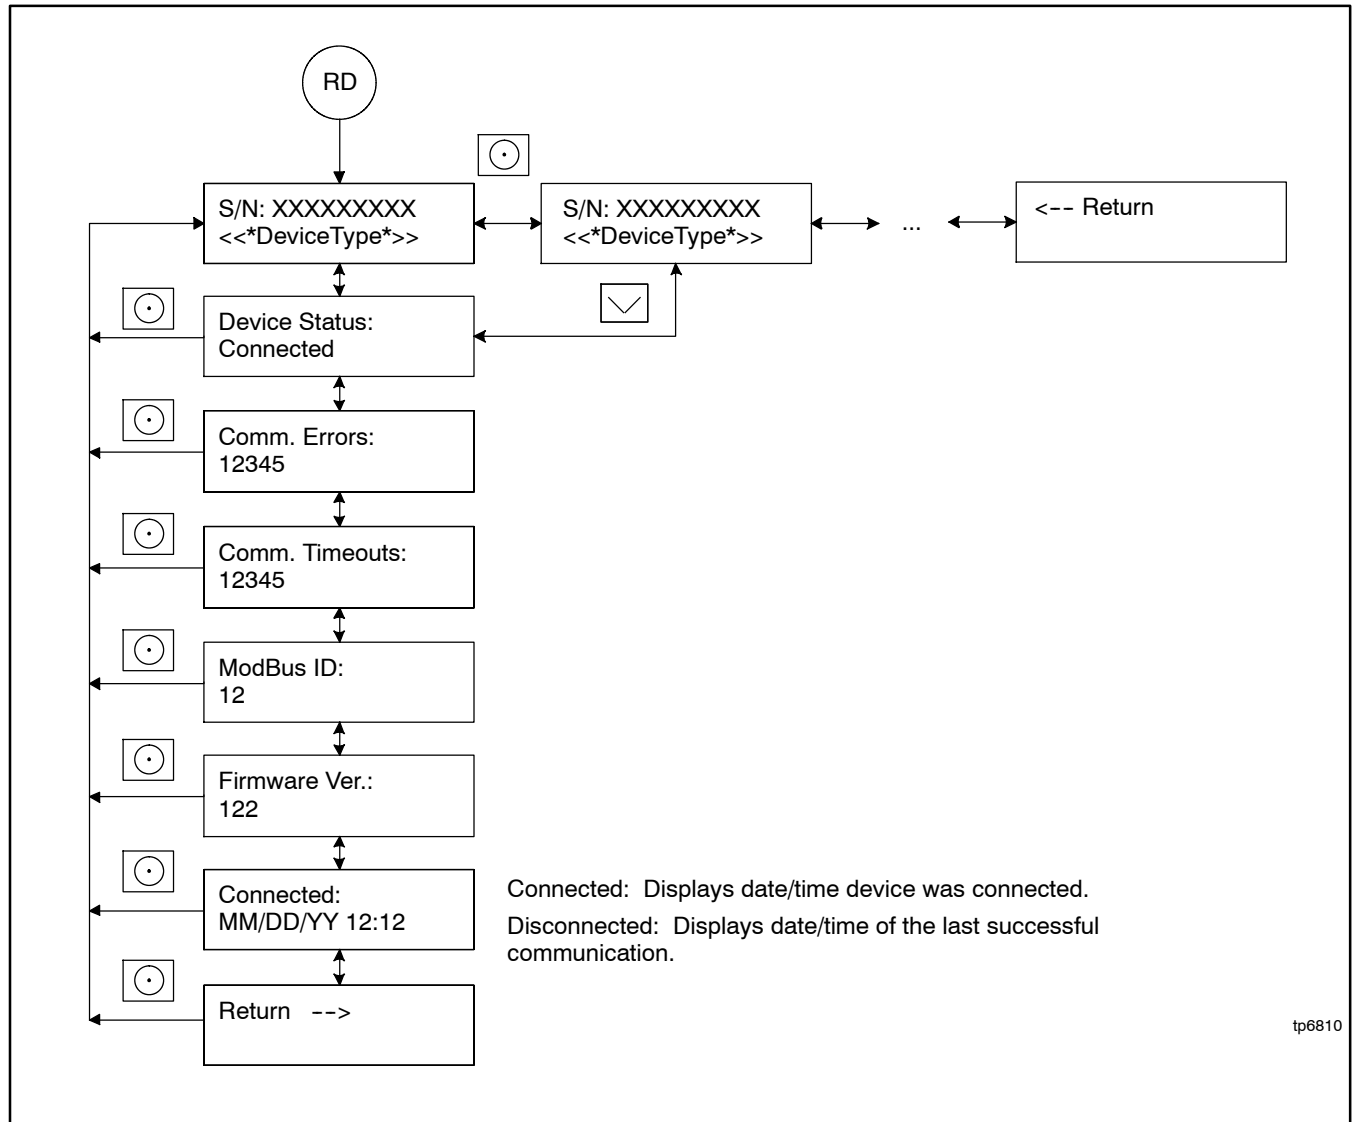 RD
S/N: XXXXXXXXX
<<*DeviceType*>>
S/N: XXXXXXXXX
<<*DeviceType*>>
...
<-- Return
Device Status:
Connected
Comm. Errors:
12345
Comm. Timeouts:
12345
ModBus ID:
12
Firmware Ver.:
122
Connected:
MM/DD/YY 12:12
Connected: Displays date/time device was connected.
Disconnected: Displays date/time of the last successful
communication.
Return -->
tp6810